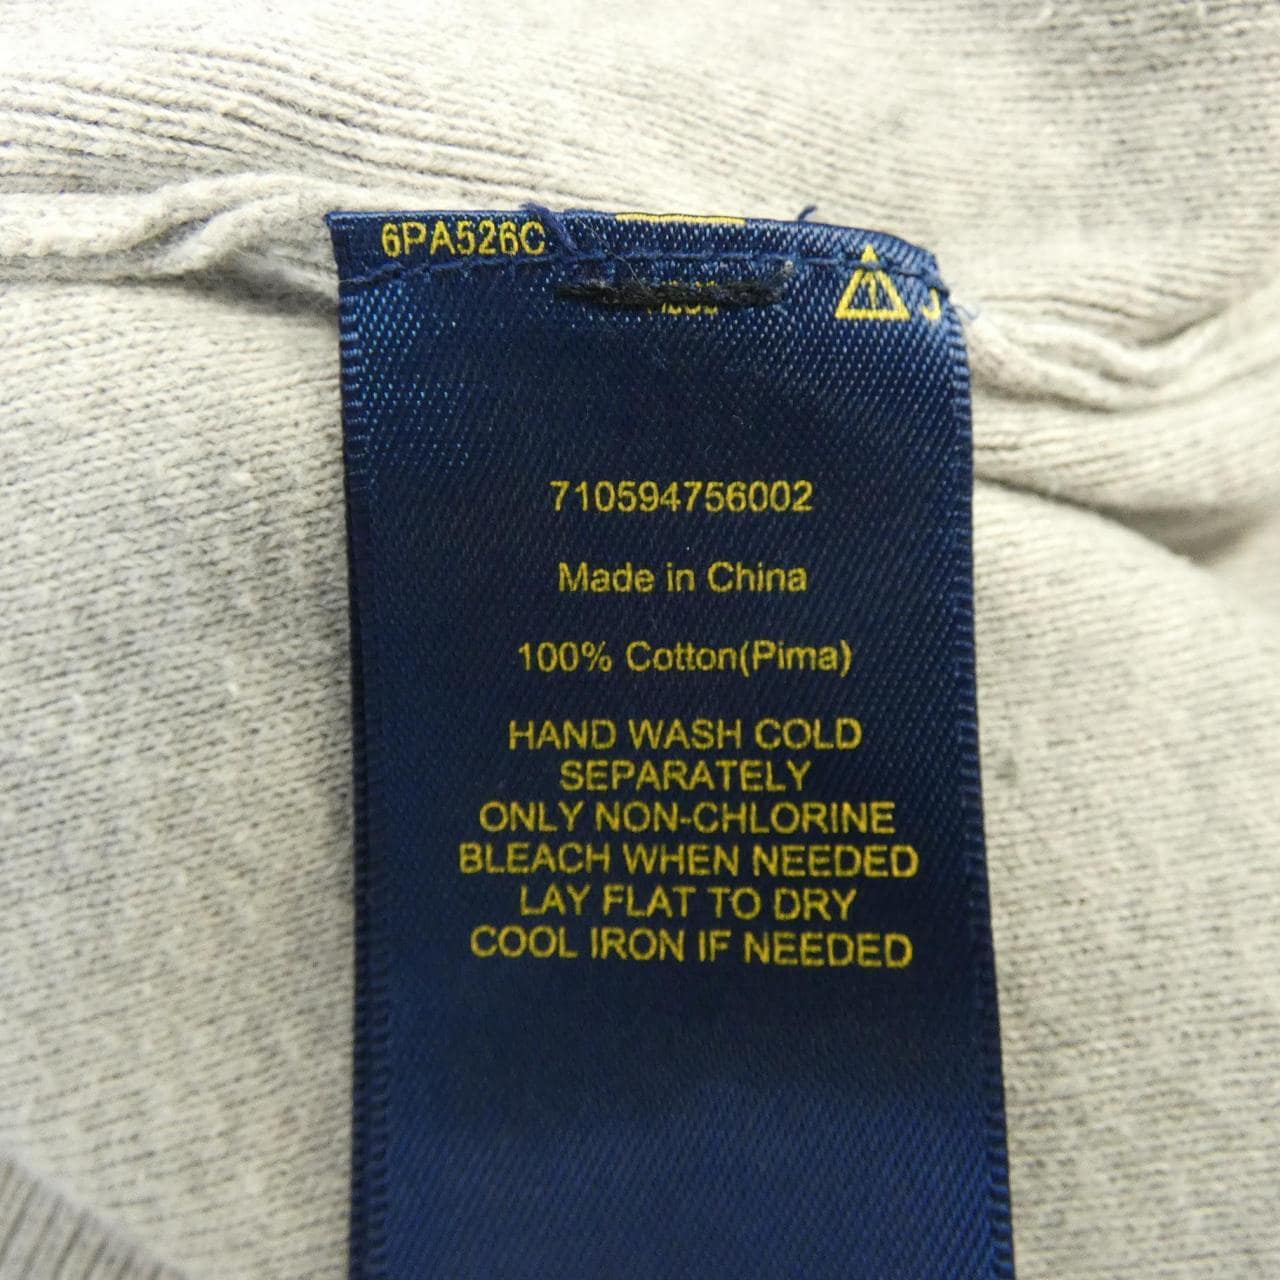 6PA526C
710594756002
Made in China
100% Cotton(Pima)
HAND WASH COLD
SEPARATELY
ONLY NON-CHLORINE
BLEACH WHEN NEEDED
LAY FLAT TO DRY
COOL IRON IF NEEDED